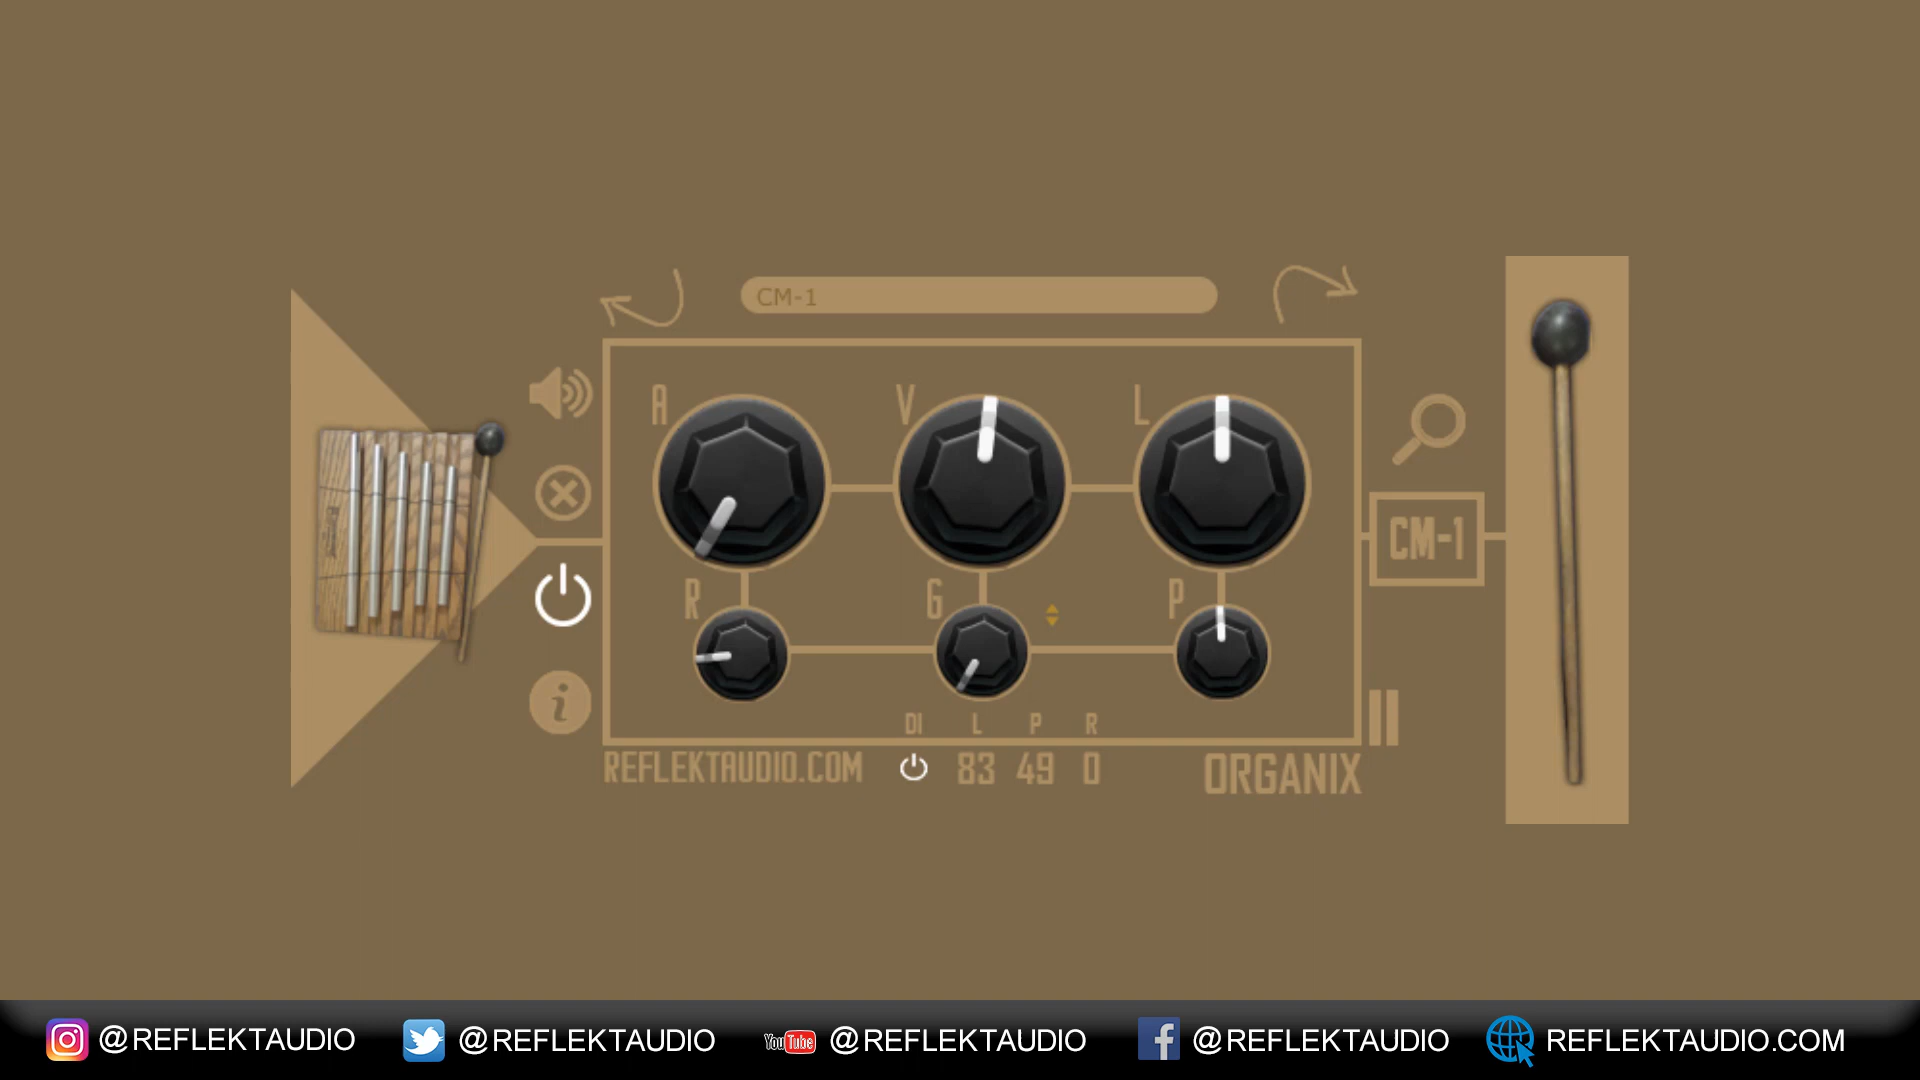 CM-1
A V L
CM-1
R G P
DI L P R
REFLEKTAUDIO.COM 83 49 0 ORGANIX
@REFLEKTAUDIO @REFLEKTAUDIO YouTube @REFLEKTAUDIO @REFLEKTAUDIO REFLEKTAUDIO.COM